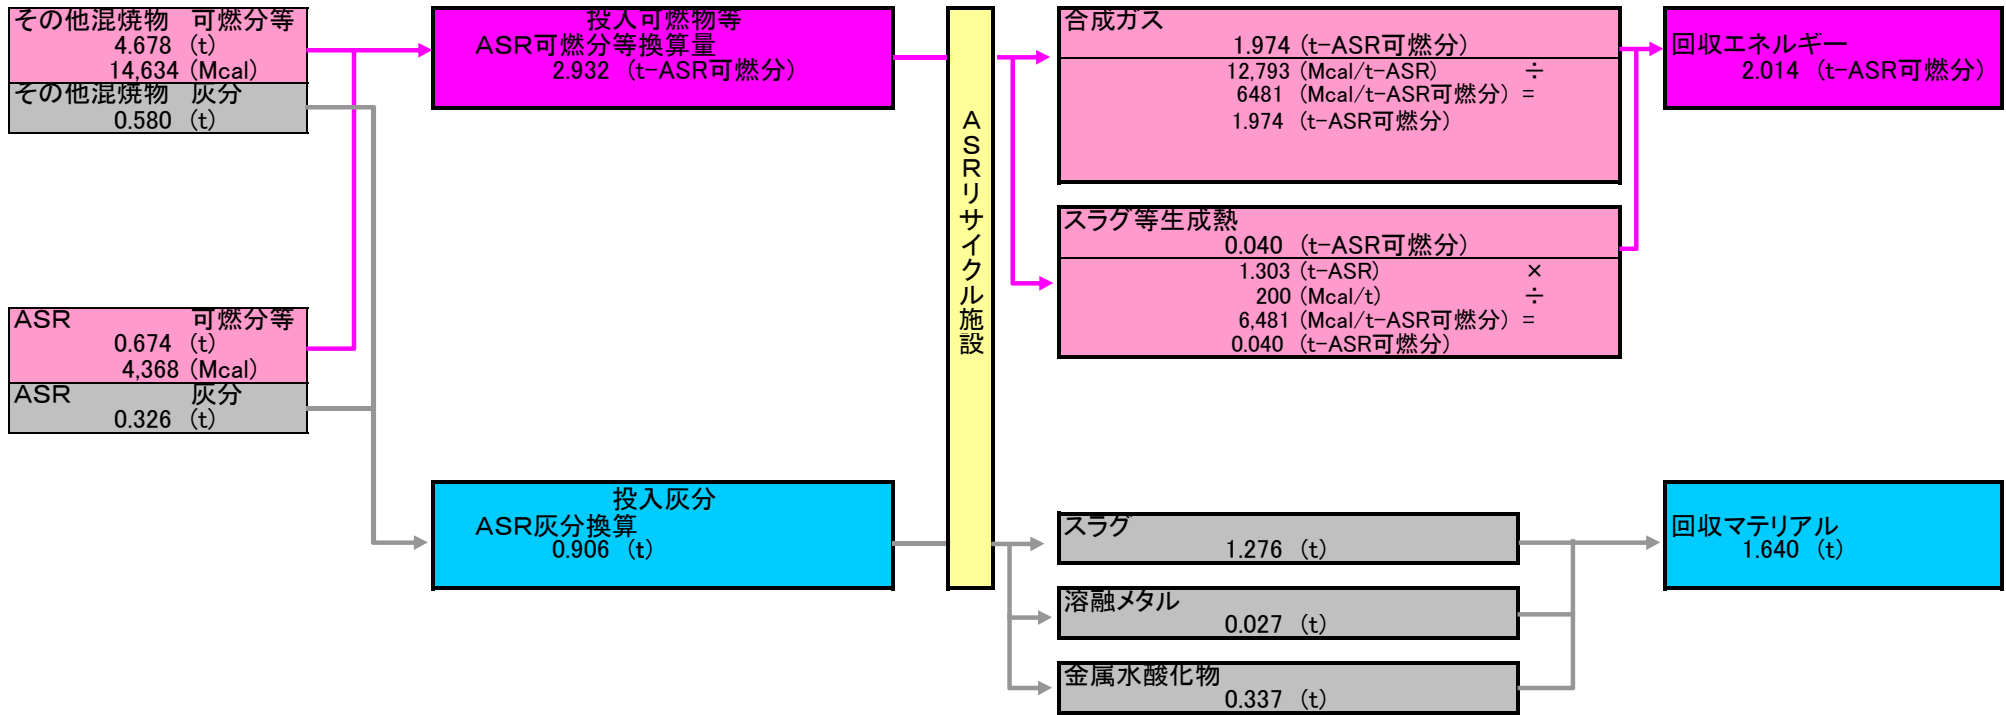 その他混焼物 可燃分等
4.678 (t)
14,634 (Mcal)
その他混焼物 灰分
0.580 (t)
ASR 可燃分等
0.674 (t)
4,368 (Mcal)
ASR 灰分
0.326 (t)
投入可燃物等
ASR可燃分等換算量
2.932 (t-ASR可燃分)
投入灰分
ASR灰分換算
0.906 (t)
ASRリサイクル施設
合成ガス
1.974 (t-ASR可燃分)
12,793 (Mcal/t-ASR) ÷
6481 (Mcal/t-ASR可燃分) =
1.974 (t-ASR可燃分)
スラグ等生成熱
0.040 (t-ASR可燃分)
1.303 (t-ASR) ×
200 (Mcal/t) ÷
6,481 (Mcal/t-ASR可燃分) =
0.040 (t-ASR可燃分)
スラグ
1.276 (t)
溶融メタル
0.027 (t)
金属水酸化物
0.337 (t)
回収エネルギー
2.014 (t-ASR可燃分)
回収マテリアル
1.640 (t)